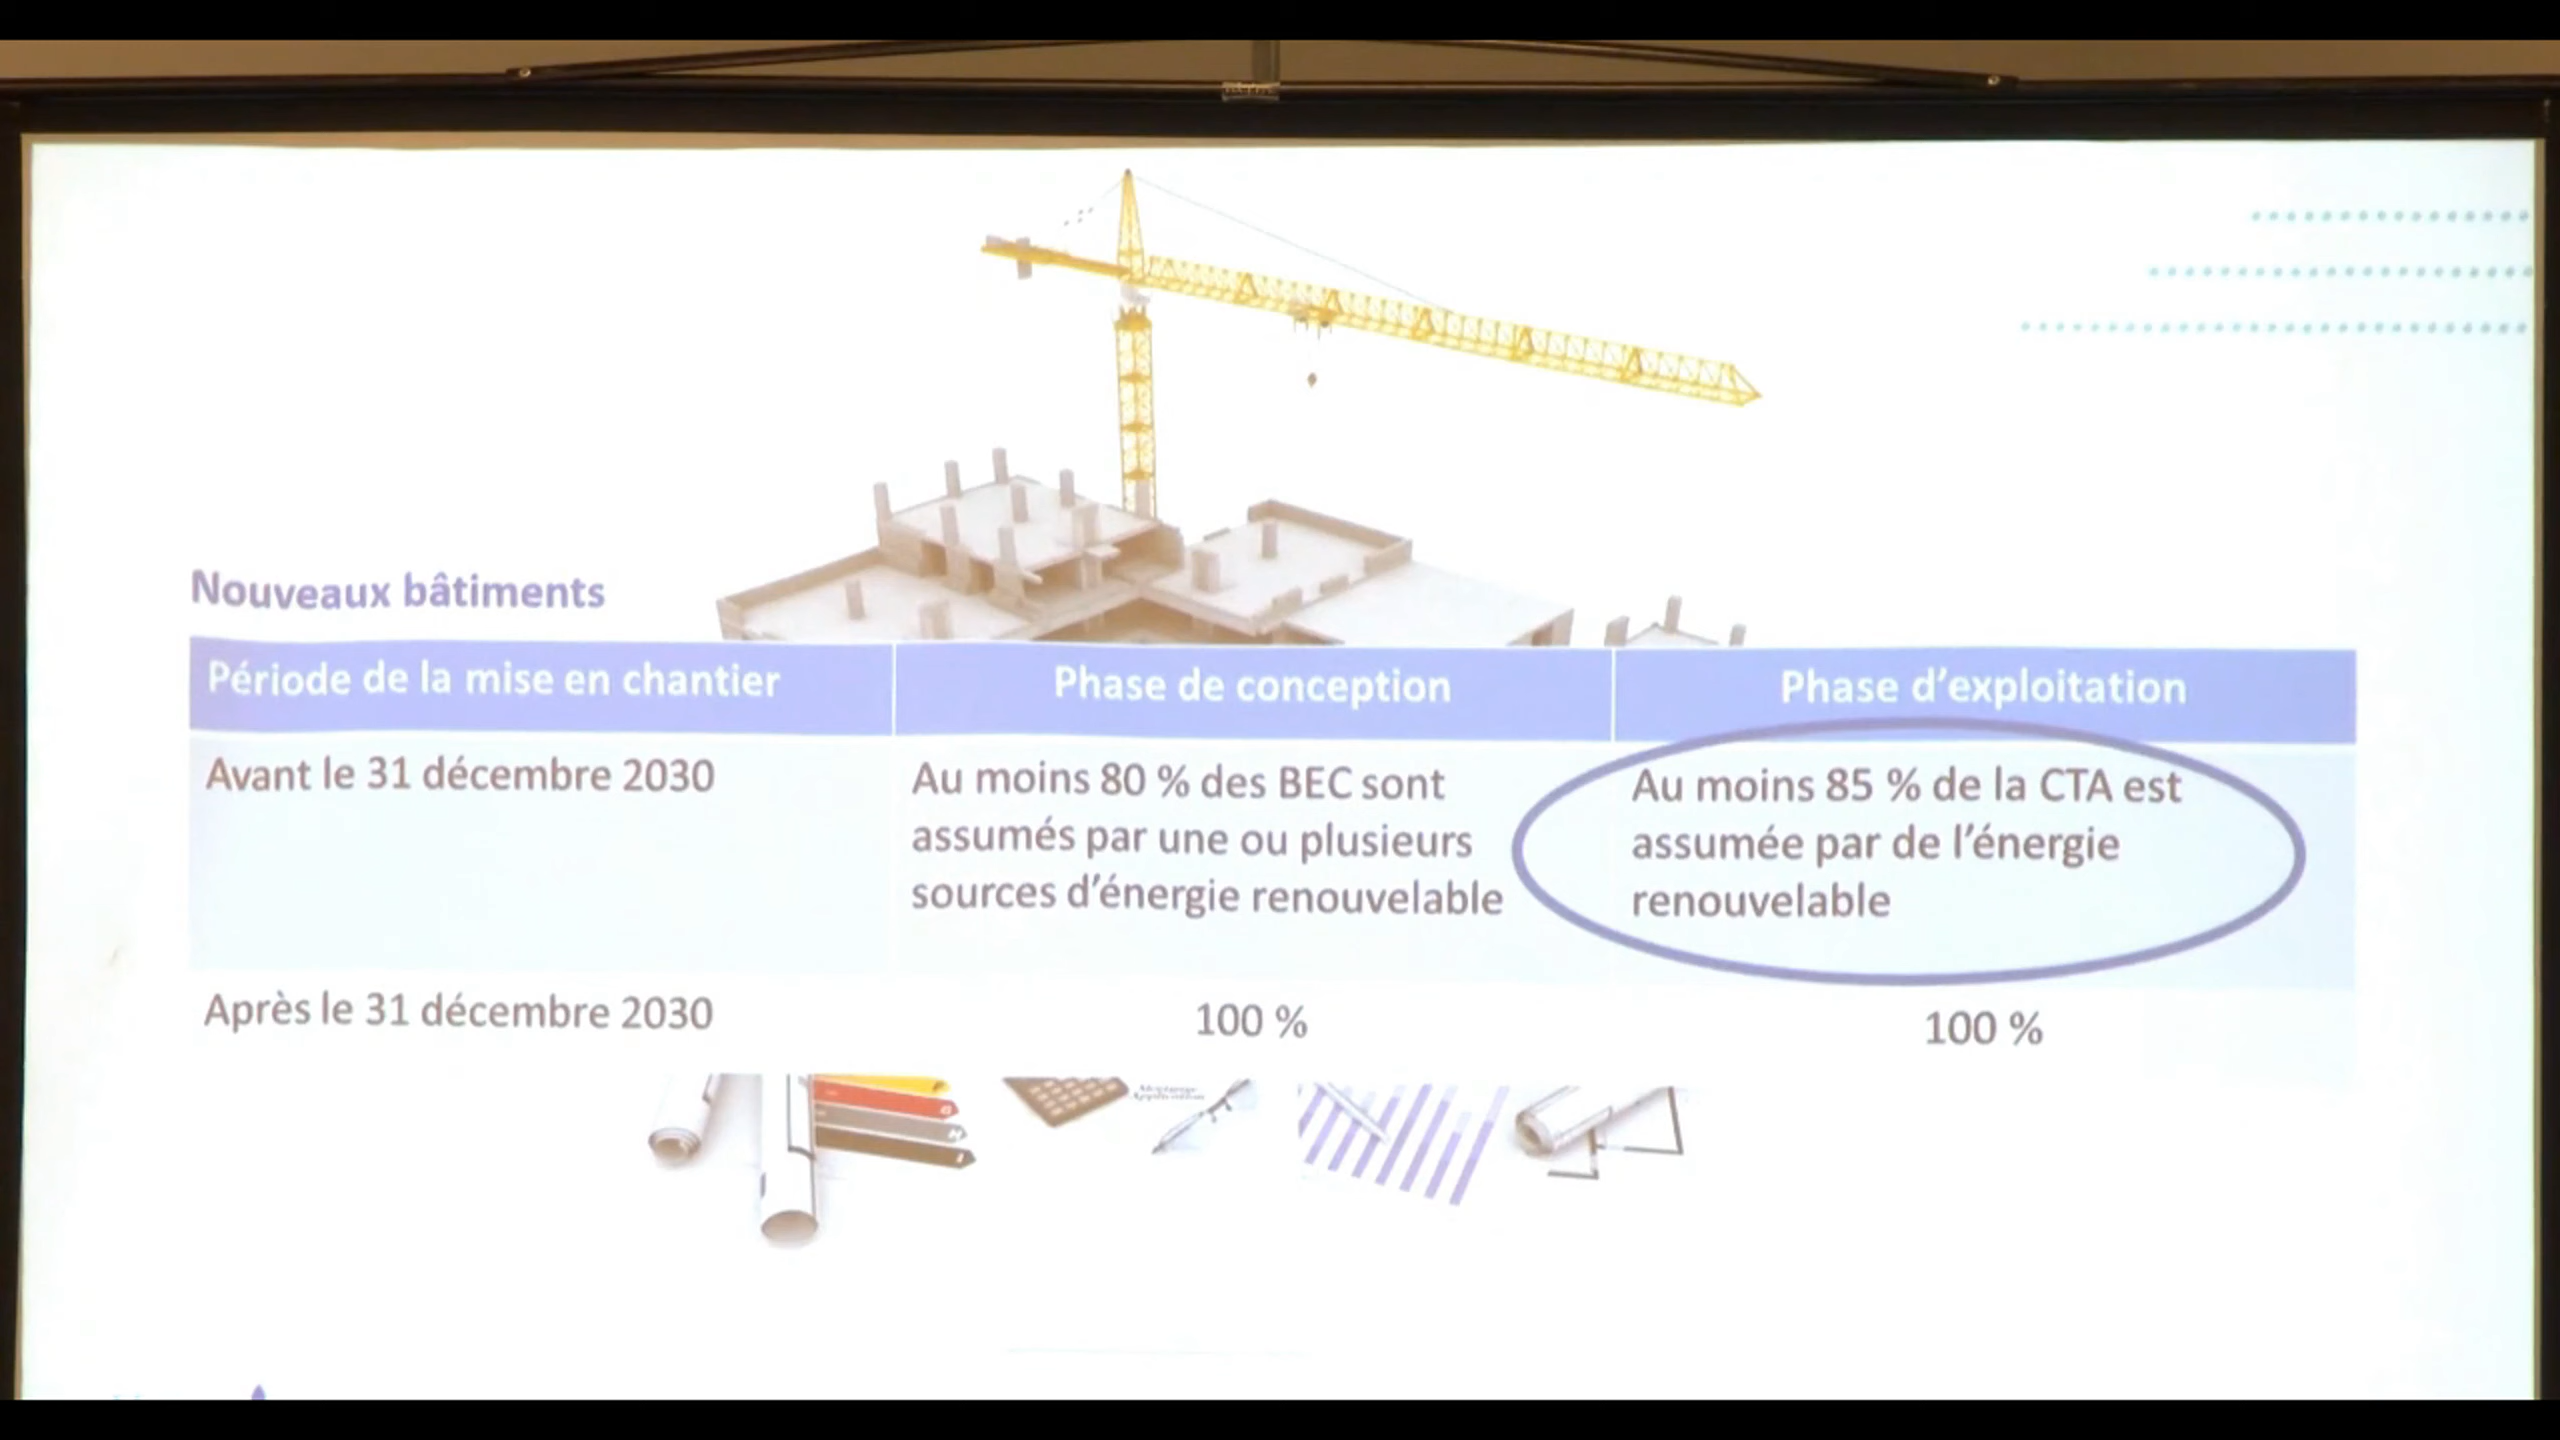 Nouveaux bâtiments
Période de la mise en chantier
Phase de conception
Phase d'exploitation
Avant le 31 décembre 2030
Au moins 80 % des BEC sont
assumés par une ou plusieurs
sources d'énergie renouvelable
Au moins 85 % de la CTA est
assumée par de l'énergie
renouvelable
Après le 31 décembre 2030
100 %
100 %